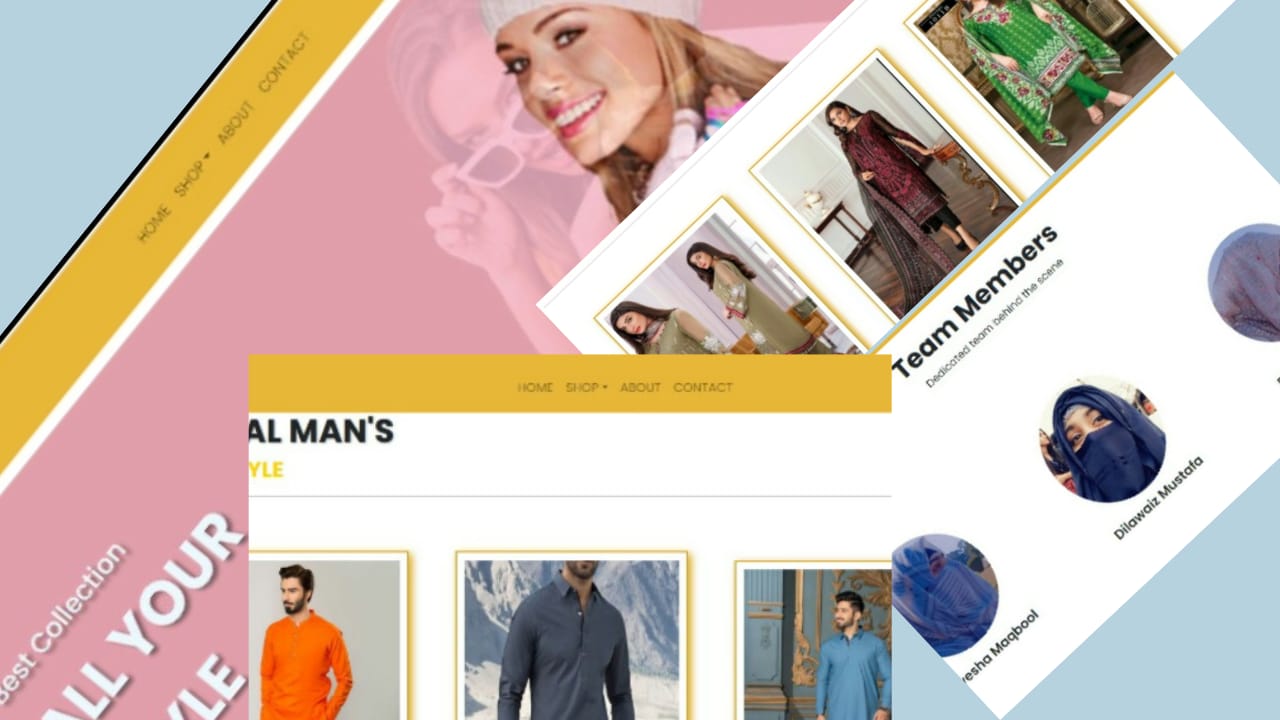 HOME SHOP ABOUT CONTACT
Best Collection
ALL YOUR
YLE
Team Members
Dedicated team behind the scene
Dilawaiz Mustafa
yesha Maqbool
HOME SHOP ABOUT CONTACT
AL MAN'S
YLE